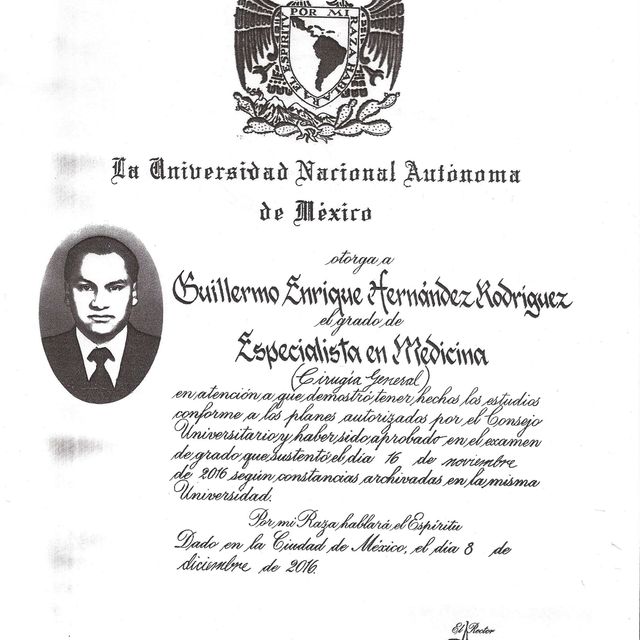 POR MI RAZA HABLARA EL ESPIRITU
La Universidad Nacional Autónoma
de México
otorga a
Guillermo Enrique Hernández Rodríguez
el grado de
Especialista en Medicina
(Cirugía General)
en atención a que demostró tener hechos los estudios
conforme a los planes autorizados por el Consejo
Universitario y haber sido aprobado en el examen
de grado que sustentó el día 16 de noviembre
de 2016 según constancias archivadas en la misma
Universidad.
Por mi Raza hablará el Espíritu
Dado en la Ciudad de México, el día 8 de
diciembre de 2016.
El Rector